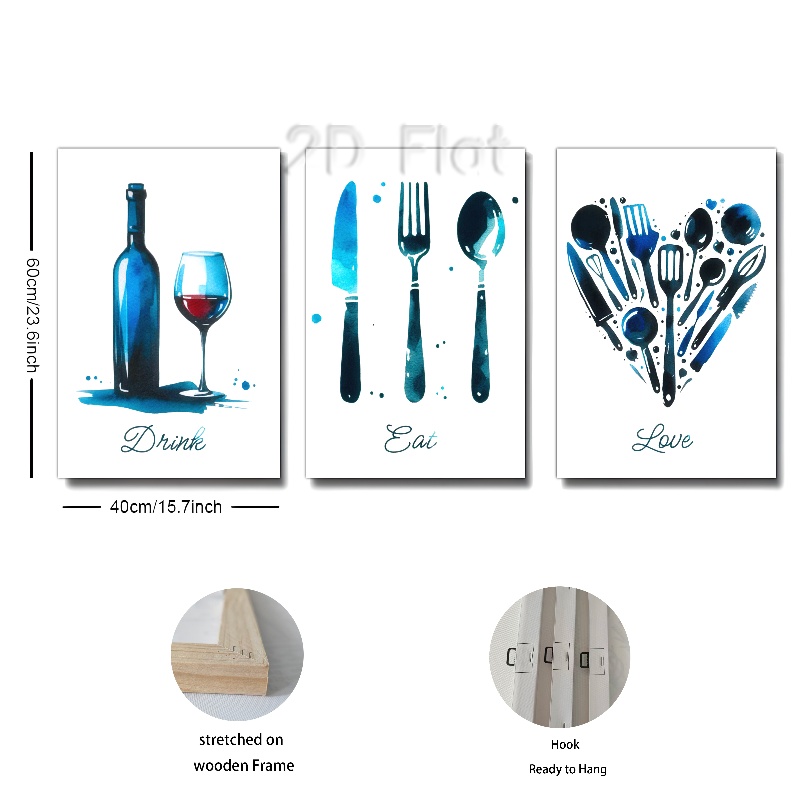 2D Flat
60cm/23.6inch
Drink
Eat
Love
40cm/15.7inch
stretched on
wooden Frame
Hook
Ready to Hang